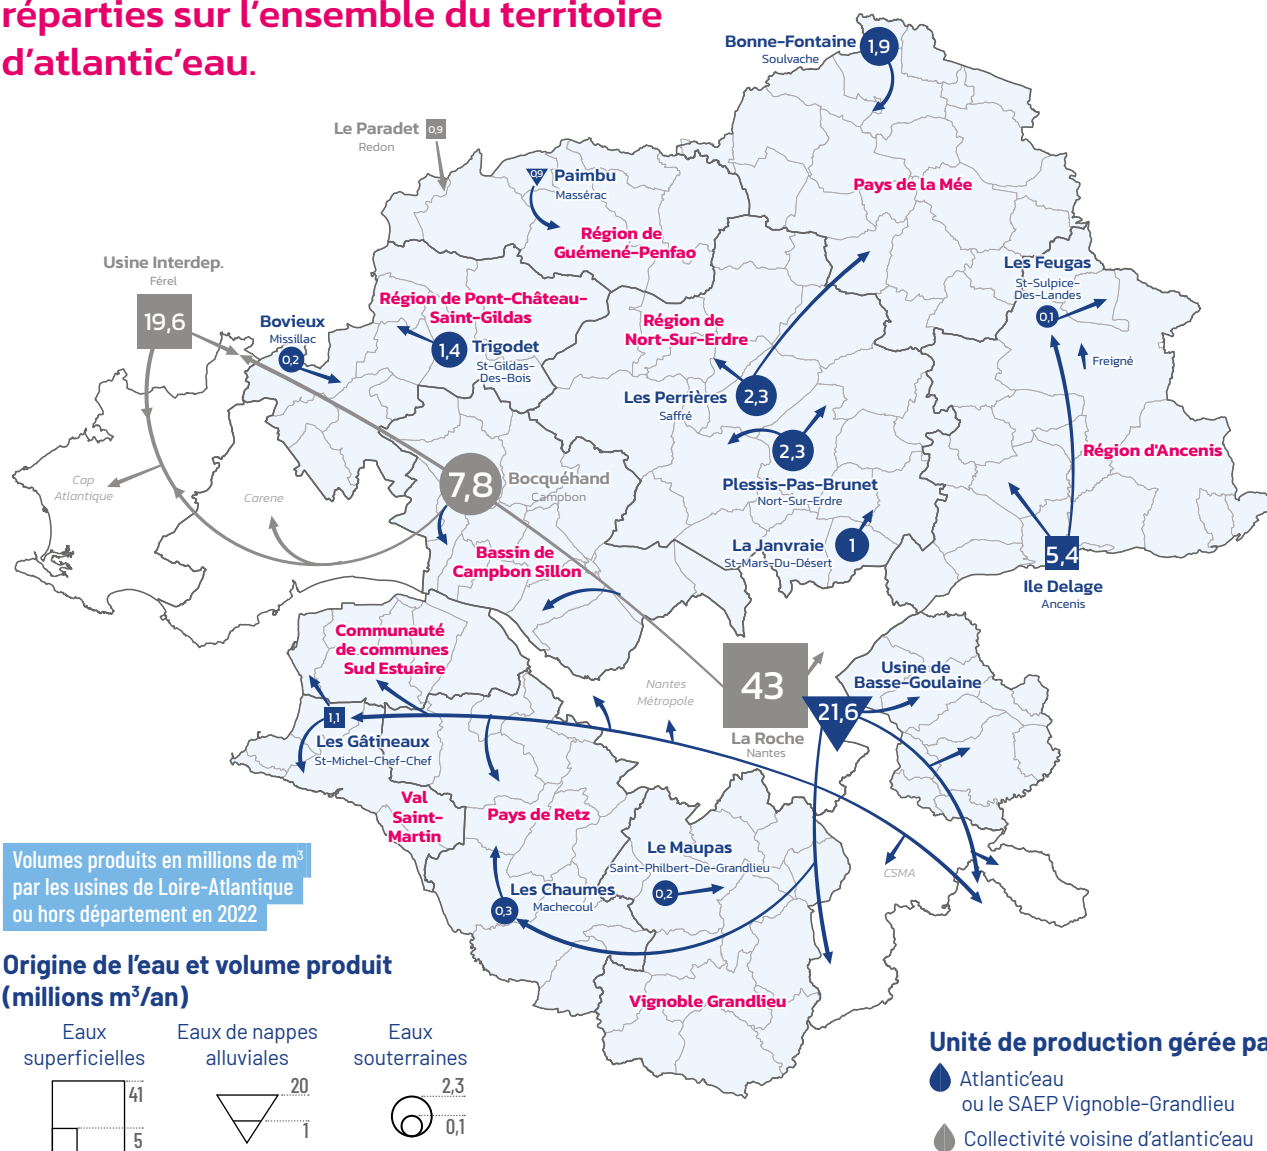 réparties sur l’ensemble du territoire
d’atlantic’eau.
Bonne-Fontaine
Soulvache
1,9
Le Paradet
Redon
0,9
0,9
Paimbu
Massérac
Pays de la Mée
Région de
Guémené-Penfao
Usine Interdep.
Férel
19,6
Les Feugas
St-Sulpice-
Des-Landes
0,1
Freigné
Région de Pont-Château-
Saint-Gildas
Bovieux
Missillac
0,2
1,4
Trigodet
St-Gildas-
Des-Bois
Région de
Nort-Sur-Erdre
Les Perrières
Saffré
2,3
2,3
Plessis-Pas-Brunet
Nort-Sur-Erdre
Région d'Ancenis
Cap
Atlantique
Carene
7,8
Bocquéhand
Campbon
La Janvraie
St-Mars-Du-Désert
1
5,4
Ile Delage
Ancenis
Bassin de
Campbon Sillon
Communauté
de communes
Sud Estuaire
Nantes
Métropole
43
La Roche
Nantes
Usine de
Basse-Goulaine
21,6
1,1
Les Gâtineaux
St-Michel-Chef-Chef
Val
Saint-
Martin
Pays de Retz
Le Maupas
Saint-Philbert-De-Grandlieu
0,2
CSMA
Les Chaumes
Machecoul
0,3
Vignoble Grandlieu
Volumes produits en millions de m³
par les usines de Loire-Atlantique
ou hors département en 2022
Origine de l’eau et volume produit
(millions m³/an)
Eaux
superficielles
41
5
Eaux de nappes
alluviales
20
1
Eaux
souterraines
2,3
0,1
Unité de production gérée pa
Atlantic’eau
ou le SAEP Vignoble-Grandlieu
Collectivité voisine d’atlantic’eau